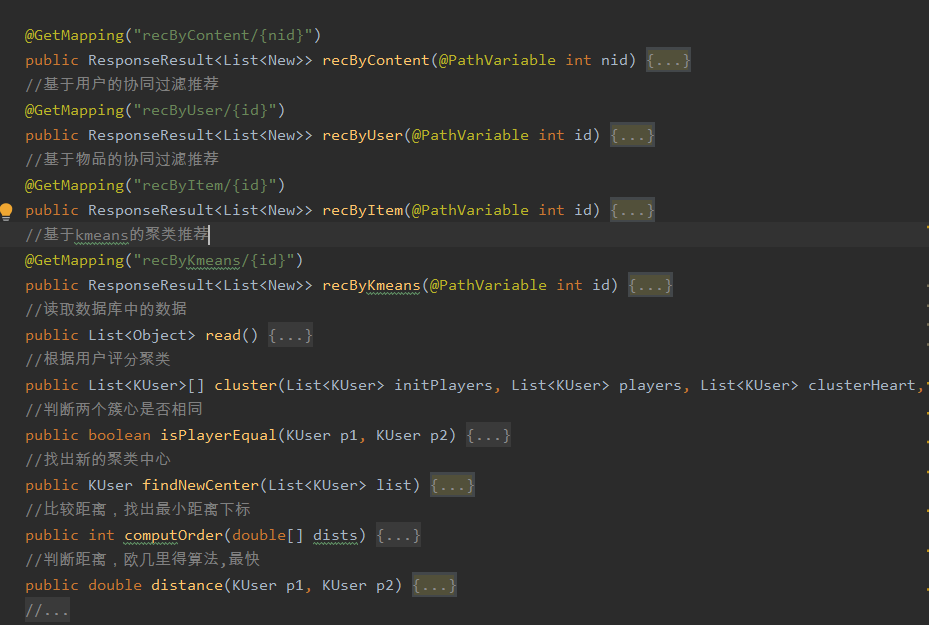 @GetMapping("recByContent/{nid}")
public ResponseResult<List<New>> recByContent(@PathVariable int nid) {...}
//基于用户的协同过滤推荐
@GetMapping("recByUser/{id}")
public ResponseResult<List<New>> recByUser(@PathVariable int id) {...}
//基于物品的协同过滤推荐
@GetMapping("recByItem/{id}")
public ResponseResult<List<New>> recByItem(@PathVariable int id) {...}
//基于kmeans的聚类推荐
@GetMapping("recByKmeans/{id}")
public ResponseResult<List<New>> recByKmeans(@PathVariable int id) {...}
//读取数据库中的数据
public List<Object> read() {...}
//根据用户评分聚类
public List<KUser>[] cluster(List<KUser> initPlayers, List<KUser> players, List<KUser> clusterHeart,
//判断两个簇心是否相同
public boolean isPlayerEqual(KUser p1, KUser p2) {...}
//找出新的聚类中心
public KUser findNewCenter(List<KUser> list) {...}
//比较距离，找出最小距离下标
public int computOrder(double[] dists) {...}
//判断距离，欧几里得算法,最快
public double distance(KUser p1, KUser p2) {...}
//...